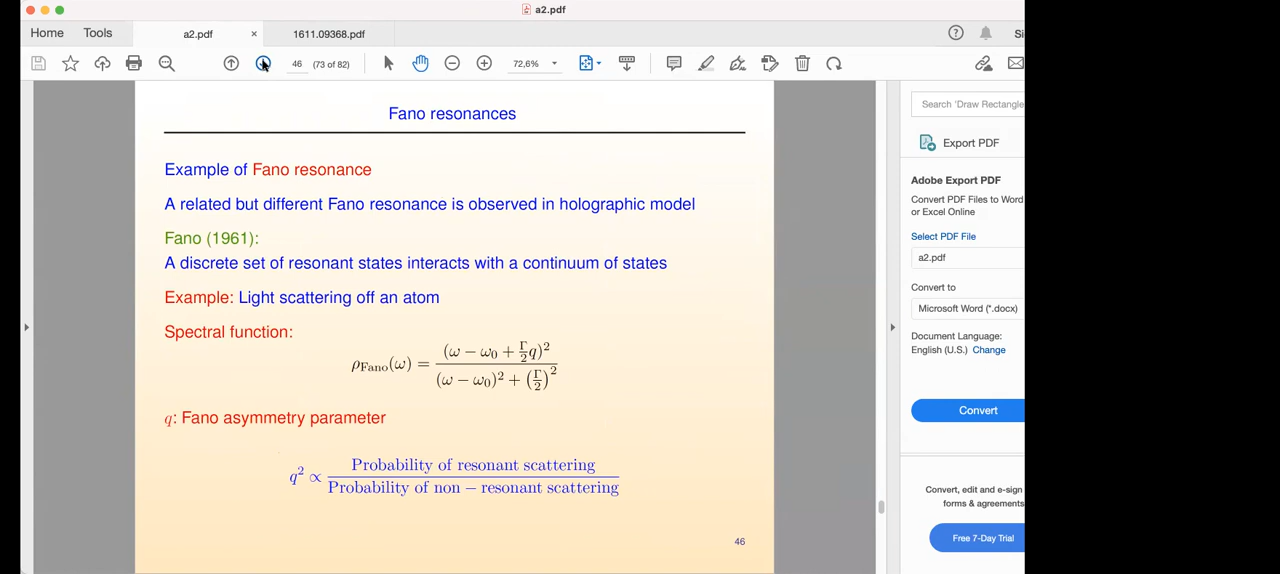 a2.pdf
Home Tools a2.pdf × 1611.09368.pdf Si
46 (73 of 82) 72,6%
Fano resonances
Example of Fano resonance
A related but different Fano resonance is observed in holographic model
Fano (1961):
A discrete set of resonant states interacts with a continuum of states
Example: Light scattering off an atom
Spectral function:
ρFano(ω) = (ω − ω0 + Γ/2 q)² / (ω − ω0)² + (Γ/2)²
q: Fano asymmetry parameter
q² ∝ Probability of resonant scattering / Probability of non − resonant scattering
46
Search 'Draw Rectangle
Export PDF
Adobe Export PDF
Convert PDF Files to Word
or Excel Online
Select PDF File
a2.pdf
Convert to
Microsoft Word (*.docx)
Document Language:
English (U.S.) Change
Convert
Convert, edit and e-sign
forms & agreements
Free 7-Day Trial